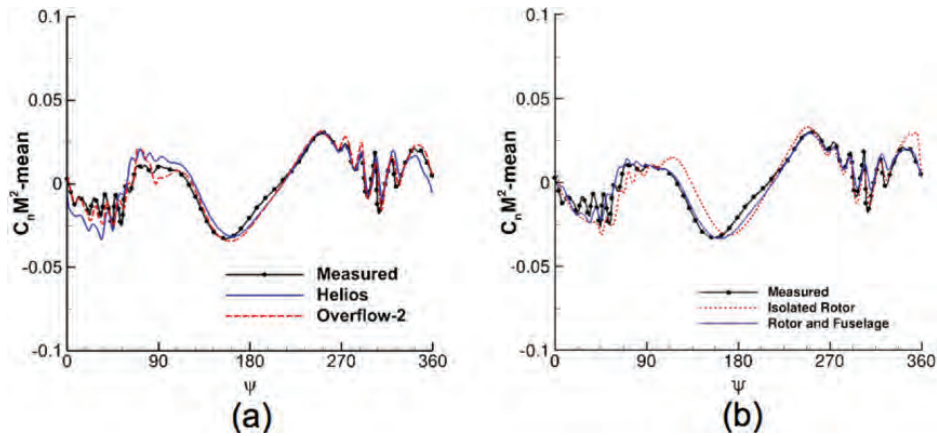 0.1
0.05
0
-0.05
-0.1
CₙM²-mean
Measured
Helios
Overflow-2
0 90 180 270 360
ψ
(a)
0.1
0.05
0
-0.05
-0.1
CₙM²-mean
Measured
Isolated Rotor
Rotor and Fuselage
0 90 180 270 360
ψ
(b)